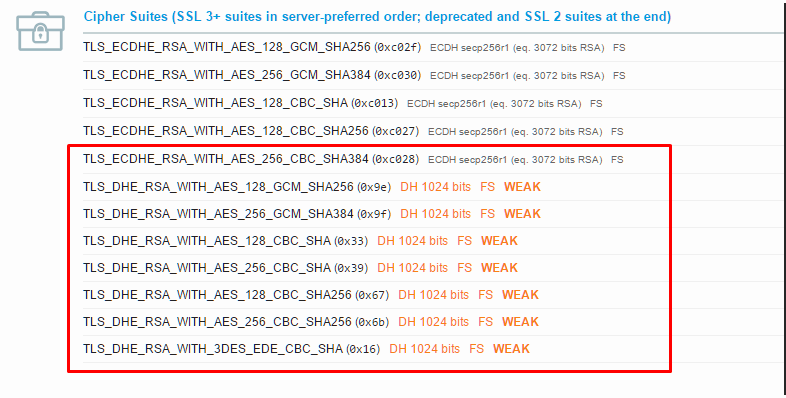 Cipher Suites (SSL 3+ suites in server-preferred order; deprecated and SSL 2 suites at the end)
TLS_ECDHE_RSA_WITH_AES_128_GCM_SHA256 (0xc02f) ECDH secp256r1 (eq. 3072 bits RSA) FS
TLS_ECDHE_RSA_WITH_AES_256_GCM_SHA384 (0xc030) ECDH secp256r1 (eq. 3072 bits RSA) FS
TLS_ECDHE_RSA_WITH_AES_128_CBC_SHA (0xc013) ECDH secp256r1 (eq. 3072 bits RSA) FS
TLS_ECDHE_RSA_WITH_AES_128_CBC_SHA256 (0xc027) ECDH secp256r1 (eq. 3072 bits RSA) FS
TLS_ECDHE_RSA_WITH_AES_256_CBC_SHA384 (0xc028) ECDH secp256r1 (eq. 3072 bits RSA) FS
TLS_DHE_RSA_WITH_AES_128_GCM_SHA256 (0x9e) DH 1024 bits FS WEAK
TLS_DHE_RSA_WITH_AES_256_GCM_SHA384 (0x9f) DH 1024 bits FS WEAK
TLS_DHE_RSA_WITH_AES_128_CBC_SHA (0x33) DH 1024 bits FS WEAK
TLS_DHE_RSA_WITH_AES_256_CBC_SHA (0x39) DH 1024 bits FS WEAK
TLS_DHE_RSA_WITH_AES_128_CBC_SHA256 (0x67) DH 1024 bits FS WEAK
TLS_DHE_RSA_WITH_AES_256_CBC_SHA256 (0x6b) DH 1024 bits FS WEAK
TLS_DHE_RSA_WITH_3DES_EDE_CBC_SHA (0x16) DH 1024 bits FS WEAK